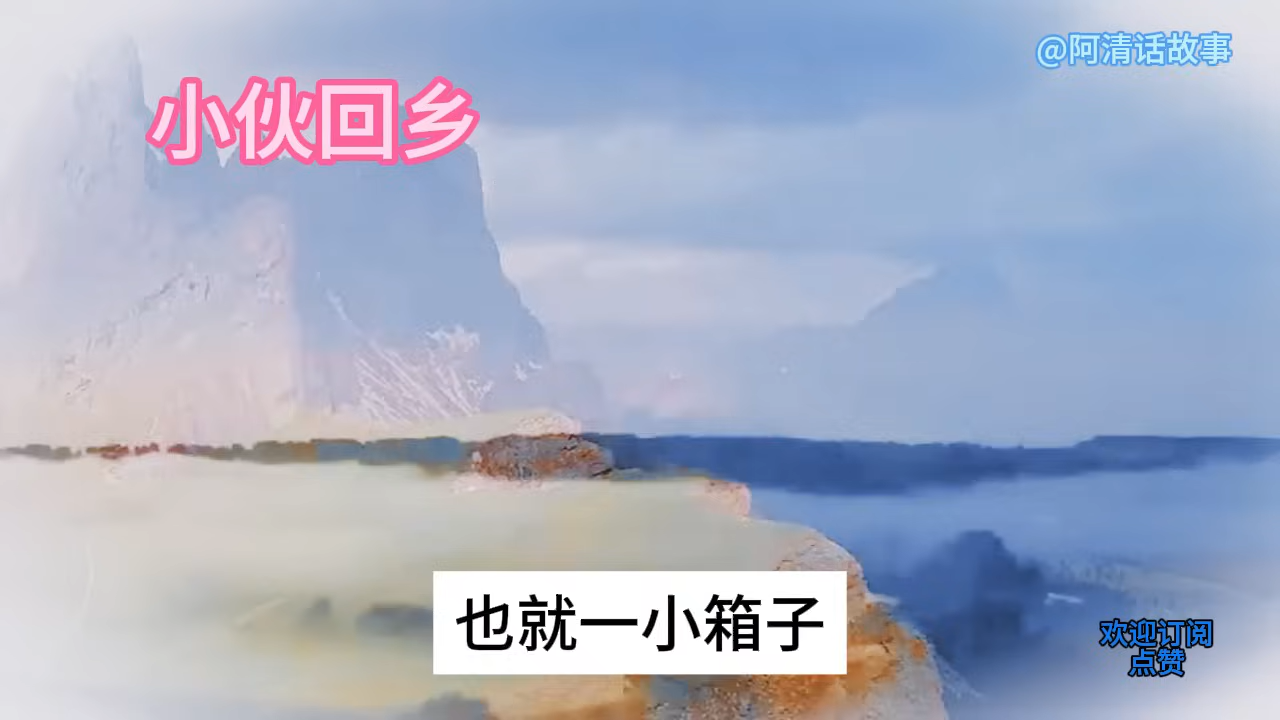 @阿清话故事
小伙回乡
也就一小箱子
欢迎订阅
点赞